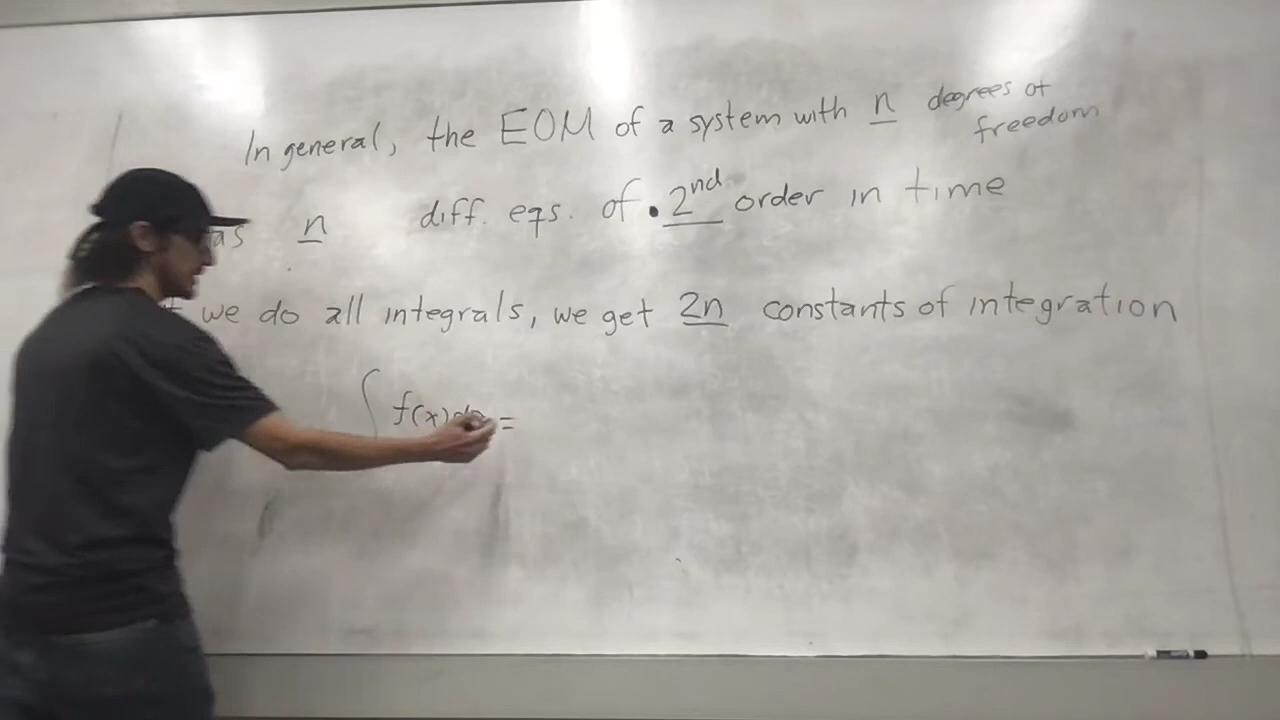 In general, the EOM of a system with n degrees of freedom
n diff. eqs. of 2nd order in time
we do all integrals, we get 2n constants of integration
∫ f(x)dx =